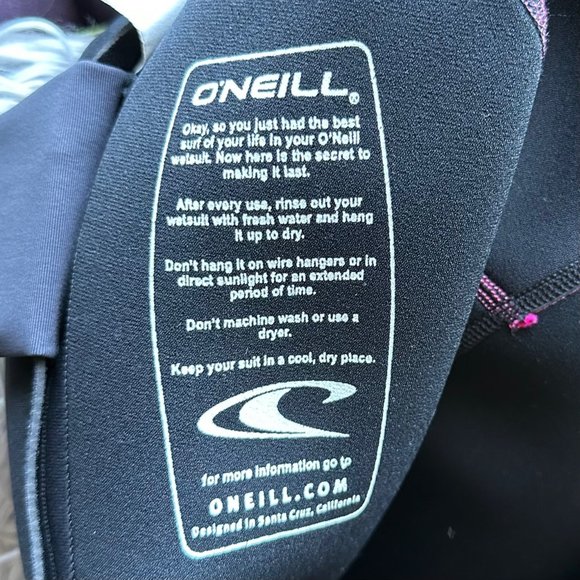 O'NEILL®
Okay, so you just had the best
surf of your life in your O'Neill
wetsuit. Now here is the secret to
making it last.
After every use, rinse out your
wetsuit with fresh water and hang
it up to dry.
Don't hang it on wire hangers or in
direct sunlight for an extended
period of time.
Don't machine wash or use a
dryer.
Keep your suit in a cool, dry place.
for more information go to
ONEILL.COM
Designed in Santa Cruz, California